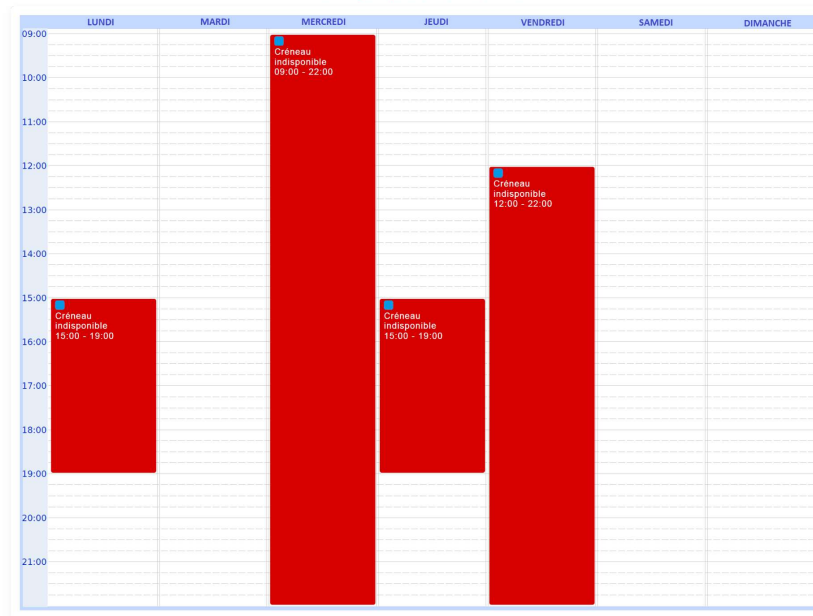 LUNDI MARDI MERCREDI JEUDI VENDREDI SAMEDI DIMANCHE
09:00
Créneau
indisponible
09:00 - 22:00
10:00
11:00
12:00
Créneau
indisponible
12:00 - 22:00
13:00
14:00
15:00
Créneau
indisponible
15:00 - 19:00
Créneau
indisponible
15:00 - 19:00
16:00
17:00
18:00
19:00
20:00
21:00